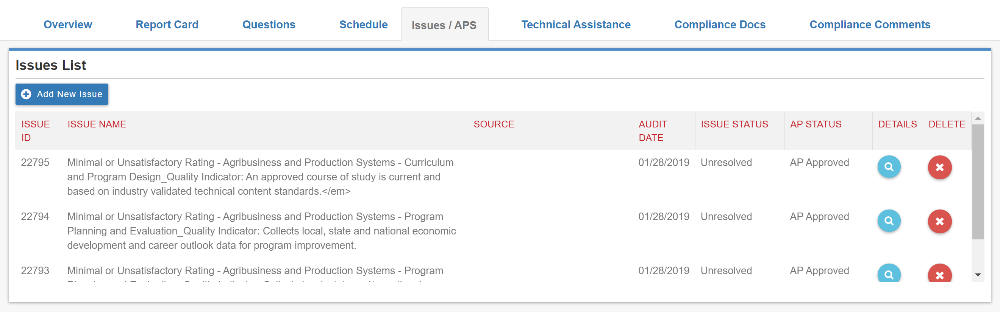 Overview Report Card Questions Schedule Issues / APS Technical Assistance Compliance Docs Compliance Comments
Issues List
Add New Issue
ISSUE ID ISSUE NAME SOURCE AUDIT DATE ISSUE STATUS AP STATUS DETAILS DELETE
22795 Minimal or Unsatisfactory Rating - Agribusiness and Production Systems - Curriculum 01/28/2019 Unresolved AP Approved
and Program Design_Quality Indicator: An approved course of study is current and
based on industry validated technical content standards.</em>
22794 Minimal or Unsatisfactory Rating - Agribusiness and Production Systems - Program 01/28/2019 Unresolved AP Approved
Planning and Evaluation_Quality Indicator: Collects local, state and national economic
development and career outlook data for program improvement.
22793 Minimal or Unsatisfactory Rating - Agribusiness and Production Systems - Program 01/28/2019 Unresolved AP Approved